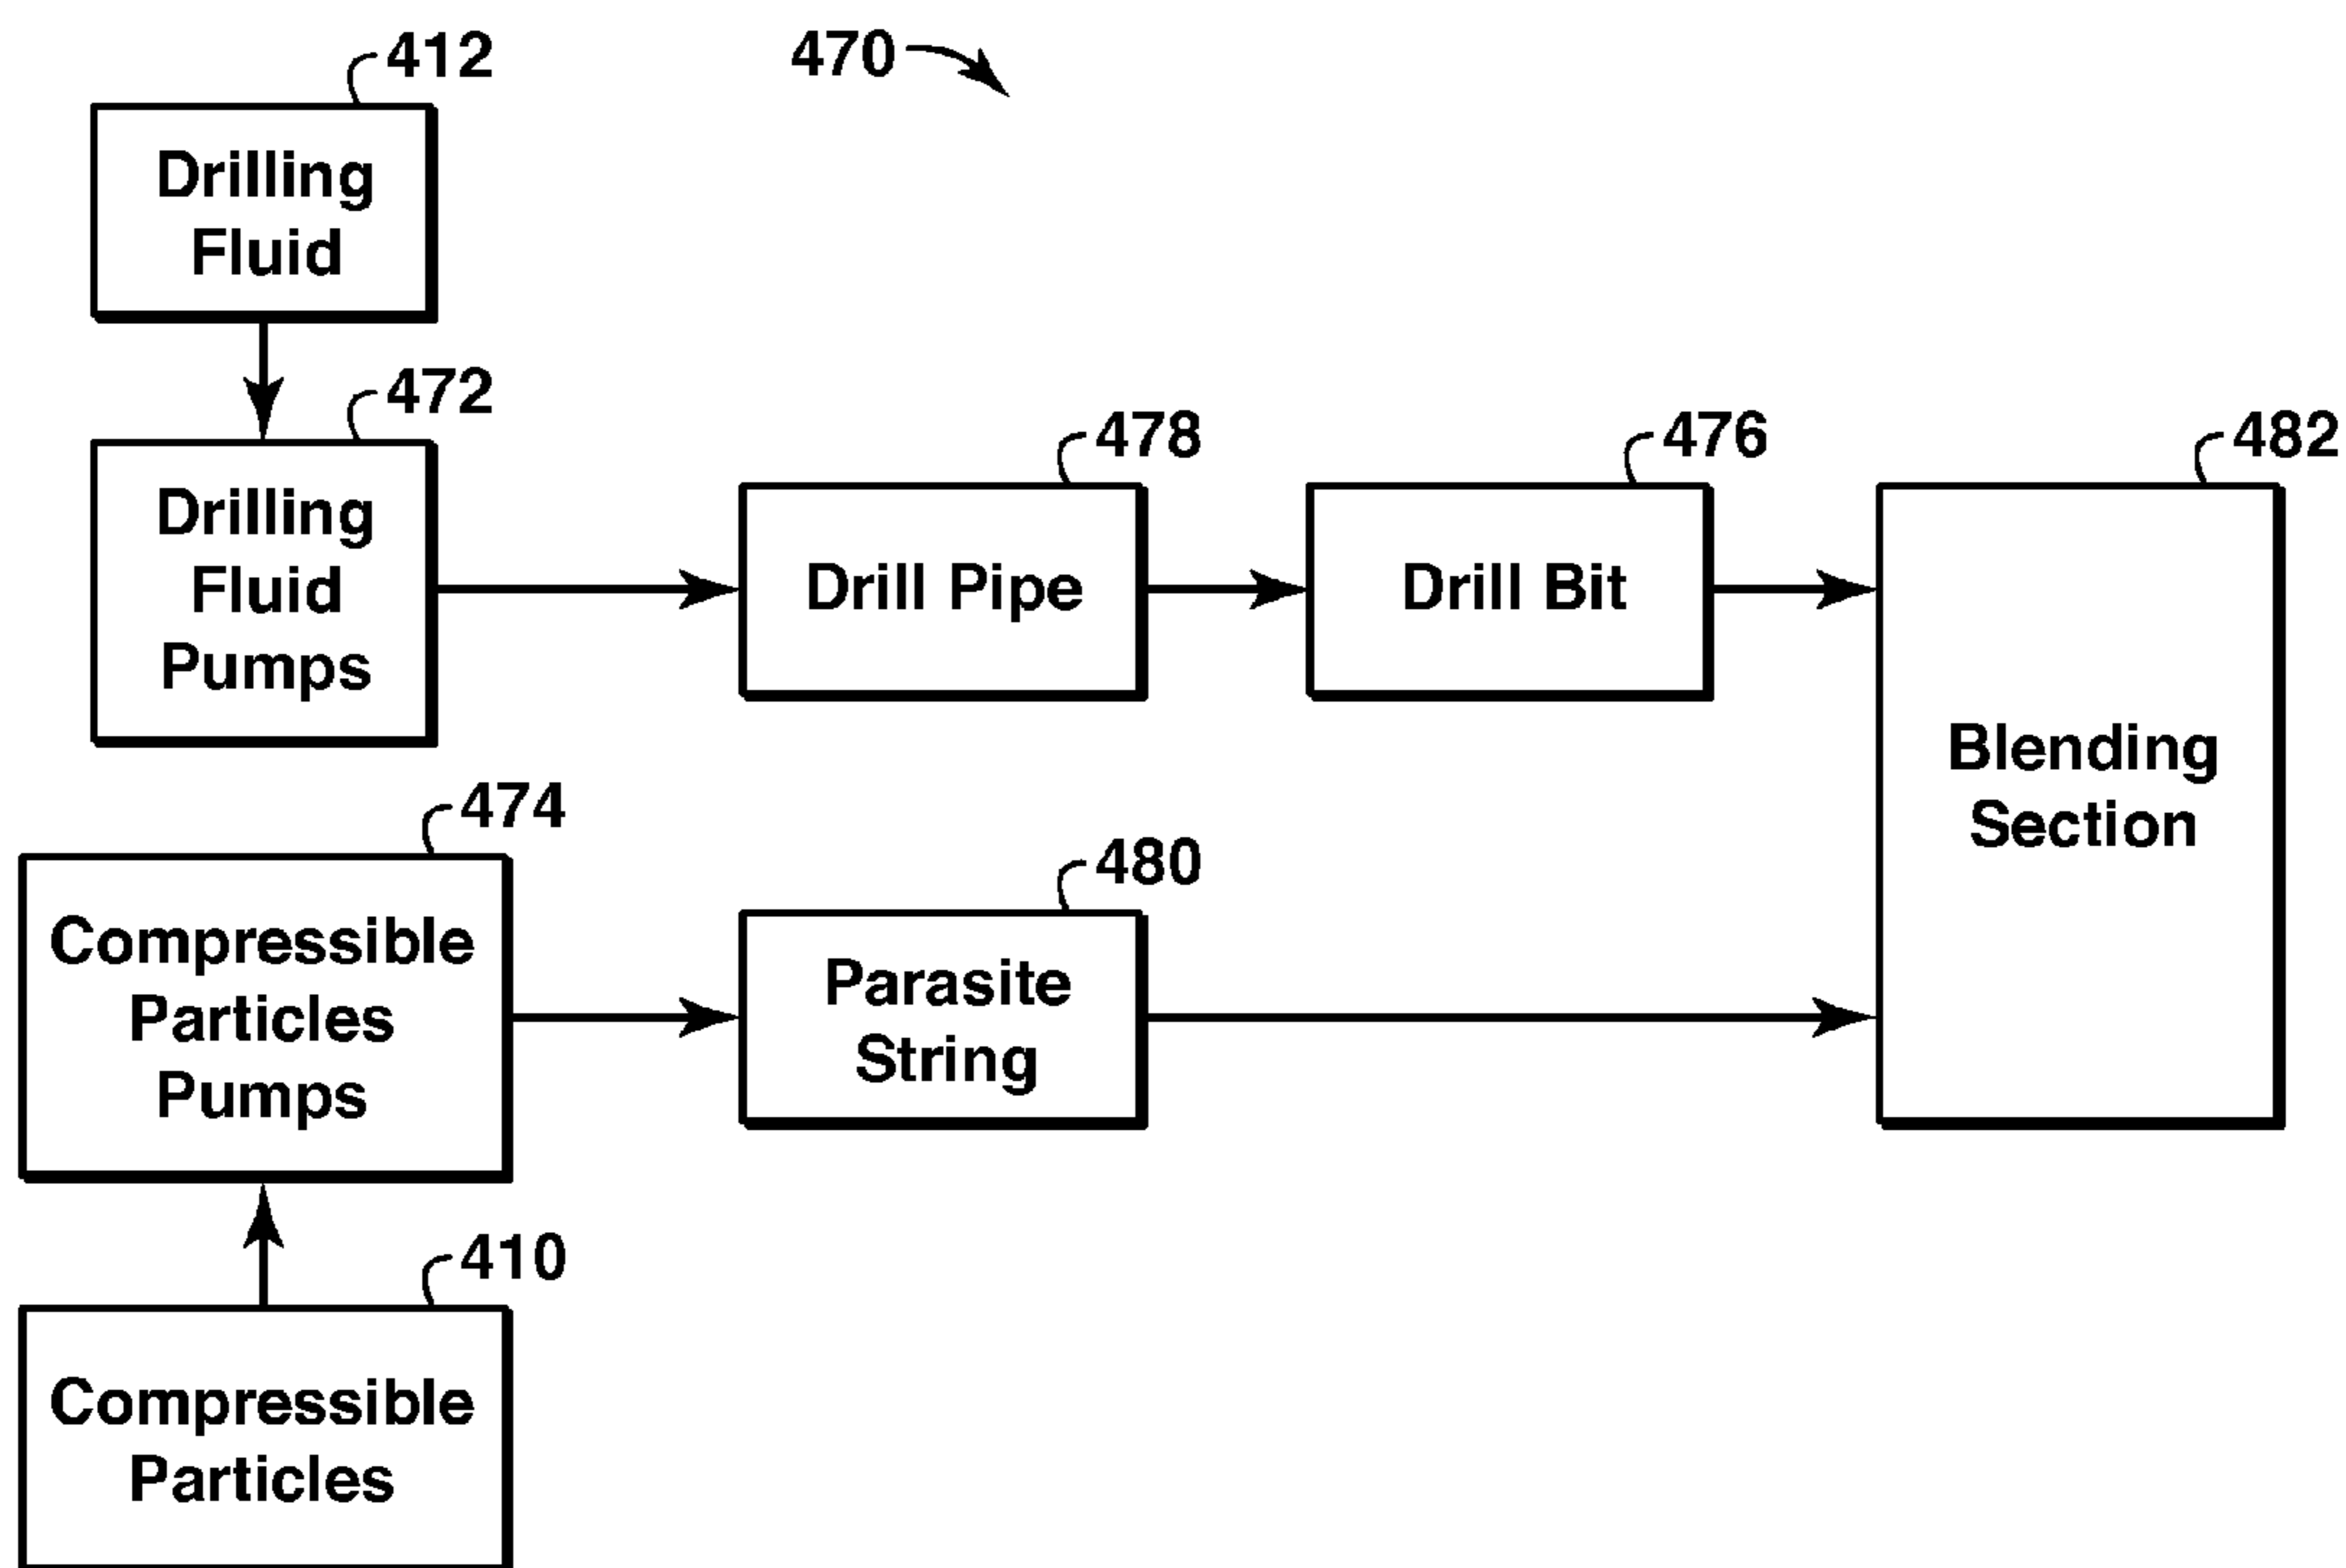 412
470
Drilling
Fluid
472
Drilling
Fluid
Pumps
478
Drill Pipe
476
Drill Bit
482
Blending
Section
474
Compressible
Particles
Pumps
480
Parasite
String
410
Compressible
Particles